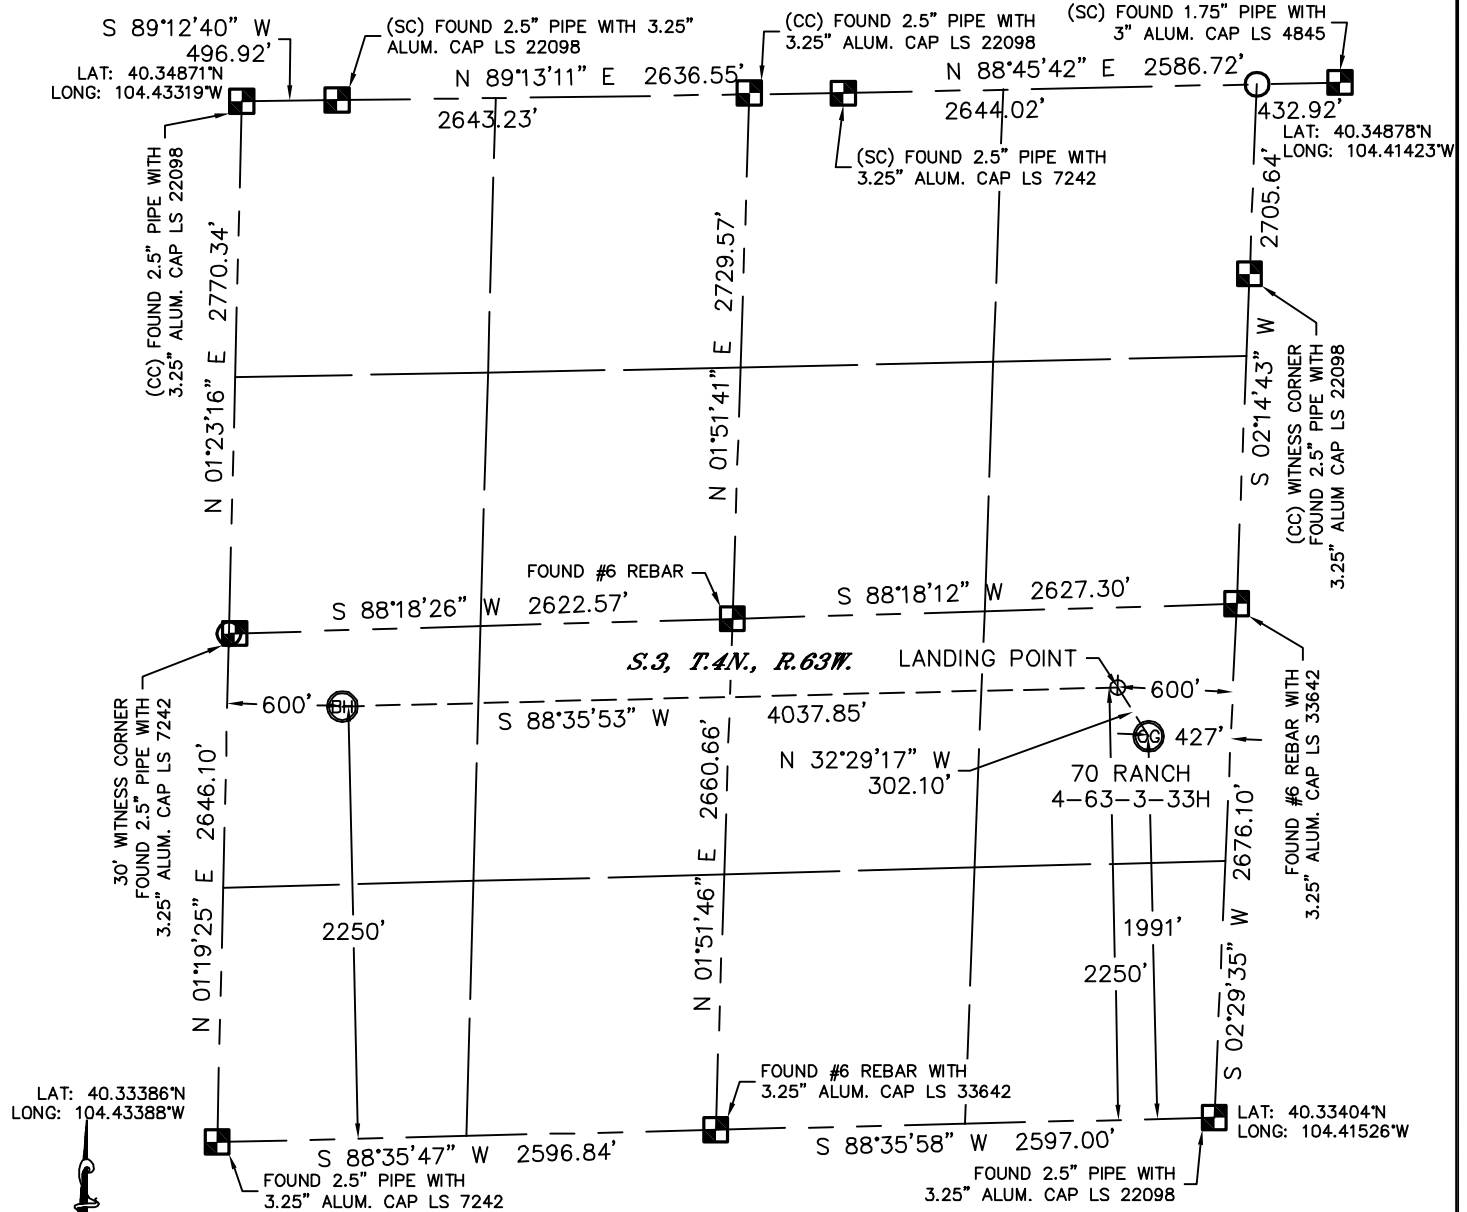 S 89°12'40" W
496.92'
LAT: 40.34871°N
LONG: 104.43319°W
(SC) FOUND 2.5" PIPE WITH 3.25"
ALUM. CAP LS 22098
N 89°13'11" E 2636.55'
2643.23'
(CC) FOUND 2.5" PIPE WITH
3.25" ALUM. CAP LS 22098
(SC) FOUND 1.75" PIPE WITH
3" ALUM. CAP LS 4845
N 88°45'42" E 2586.72'
2644.02'
432.92'
LAT: 40.34878°N
LONG: 104.41423°W
(SC) FOUND 2.5" PIPE WITH
3.25" ALUM. CAP LS 7242
(CC) FOUND 2.5" PIPE WITH
3.25" ALUM. CAP LS 22098
N 01°23'16" E 2770.34'
N 01°51'41" E 2729.57'
2705.64'
S 02°14'43" W
(CC) WITNESS CORNER
FOUND 2.5" PIPE WITH
3.25" ALUM CAP LS 22098
FOUND #6 REBAR
S 88°18'26" W 2622.57'
S 88°18'12" W 2627.30'
S.3, T.4N., R.63W.
LANDING POINT
600'
BH
S 88°35'53" W 4037.85'
600'
CG
427'
N 32°29'17" W
302.10'
70 RANCH
4-63-3-33H
30' WITNESS CORNER
FOUND 2.5" PIPE WITH
3.25" ALUM. CAP LS 7242
N 01°19'25" E 2646.10'
N 01°51'46" E 2660.66'
S 02°29'35" W 2676.10'
FOUND #6 REBAR WITH
3.25" ALUM. CAP LS 33642
2250'
1991'
2250'
LAT: 40.33386°N
LONG: 104.43388°W
FOUND #6 REBAR WITH
3.25" ALUM. CAP LS 33642
LAT: 40.33404°N
LONG: 104.41526°W
S 88°35'47" W 2596.84'
S 88°35'58" W 2597.00'
FOUND 2.5" PIPE WITH
3.25" ALUM. CAP LS 7242
FOUND 2.5" PIPE WITH
3.25" ALUM. CAP LS 22098